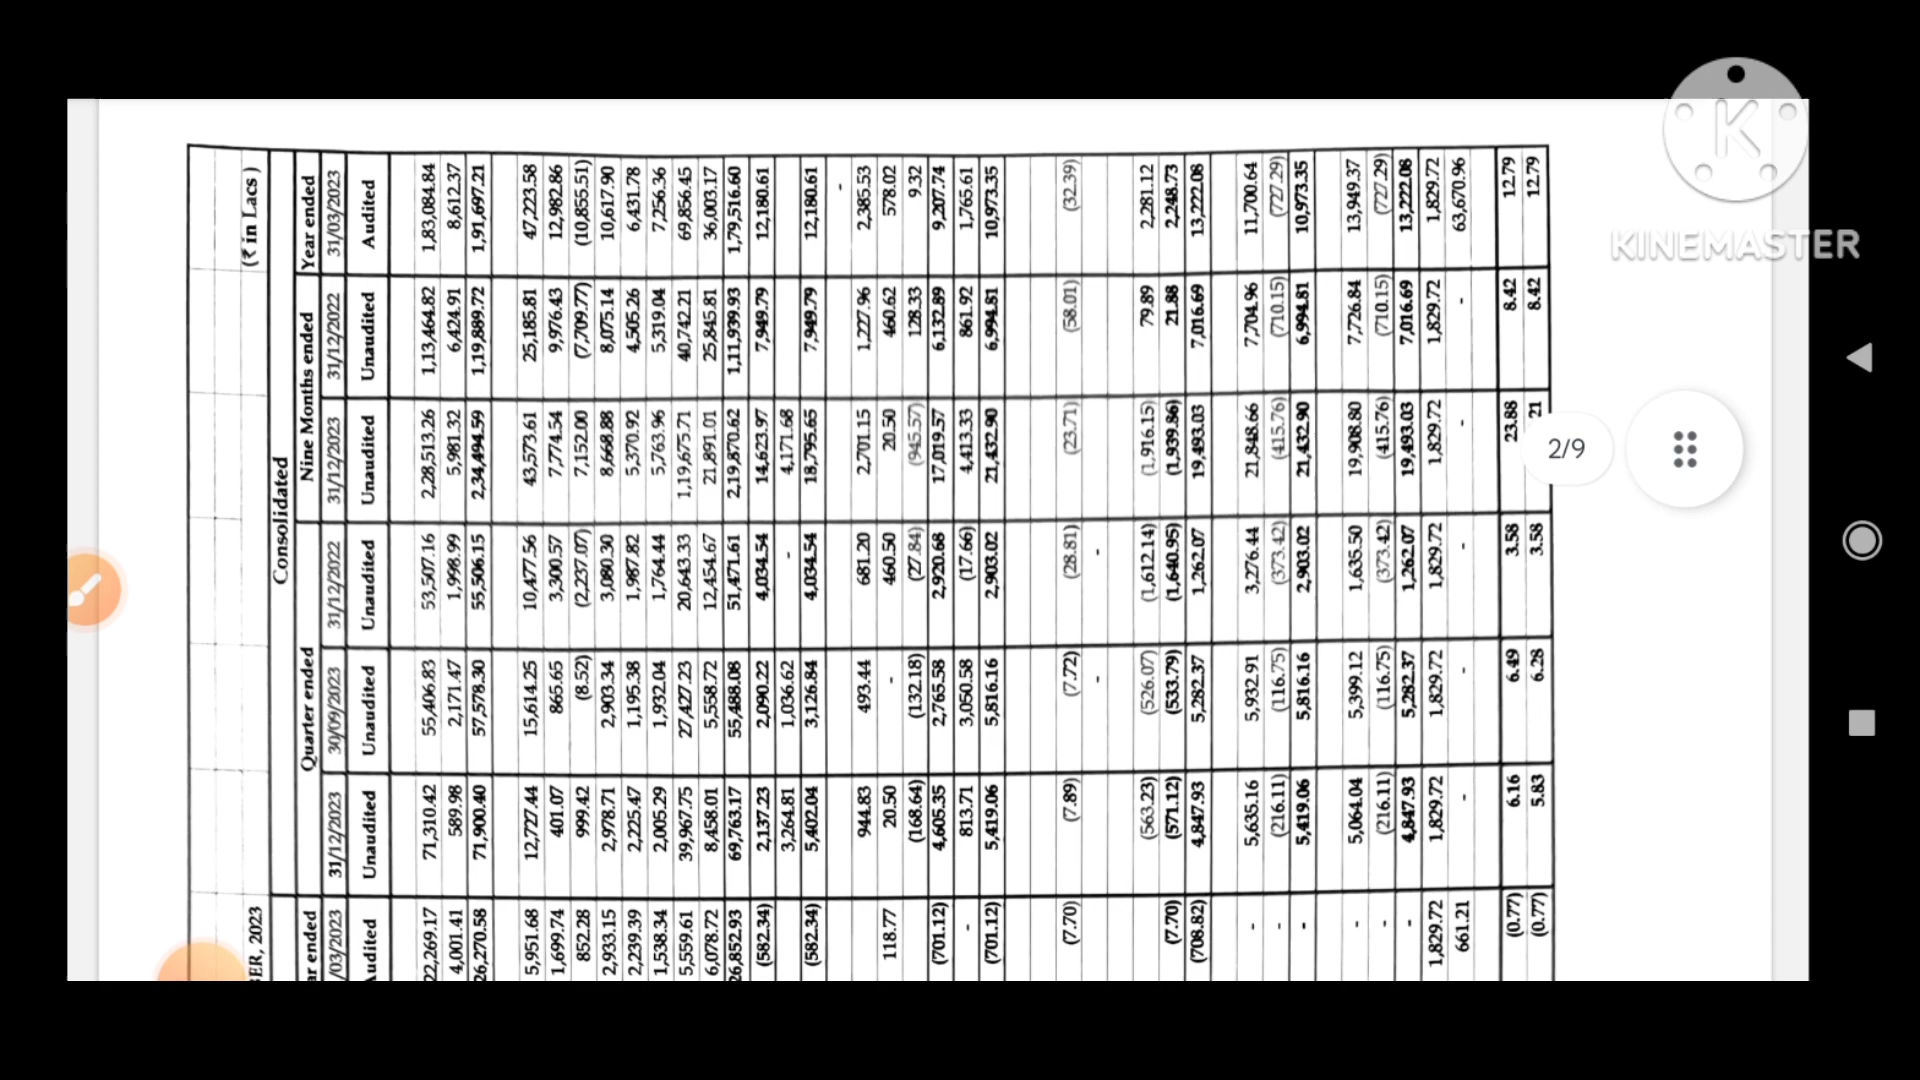 ER, 2023 (₹ in Lacs )
Consolidated
ar ended Quarter ended Nine Months ended Year ended
/03/2023 31/12/2023 30/09/2023 31/12/2022 31/12/2023 31/12/2022 31/03/2023
Audited Unaudited Unaudited Unaudited Unaudited Unaudited Audited
22,269.17 71,310.42 55,406.83 53,507.16 2,28,513.26 1,13,464.82 1,83,084.84
4,001.41 589.98 2,171.47 1,998.99 5,981.32 6,424.91 8,612.37
26,270.58 71,900.40 57,578.30 55,506.15 2,34,494.59 1,19,889.72 1,91,697.21
5,951.68 12,727.44 15,614.25 10,477.56 43,573.61 25,185.81 47,223.58
1,699.74 401.07 865.65 3,300.57 7,774.54 9,976.43 12,982.86
852.28 999.42 (8.52) (2,237.07) 7,152.00 (7,709.77) (10,855.51)
2,933.15 2,978.71 2,903.34 3,080.30 8,668.88 8,075.14 10,617.90
2,239.39 2,225.47 1,195.38 1,987.82 5,370.92 4,505.26 6,431.78
1,538.34 2,005.29 1,932.04 1,764.44 5,763.96 5,319.04 7,256.36
5,559.61 39,967.75 27,427.23 20,643.33 1,19,675.71 40,742.21 69,856.45
6,078.72 8,458.01 5,558.72 12,454.67 21,891.01 25,845.81 36,003.17
26,852.93 69,763.17 55,488.08 51,471.61 2,19,870.62 1,11,939.93 1,79,516.60
(582.34) 2,137.23 2,090.22 4,034.54 14,623.97 7,949.79 12,180.61
3,264.81 1,036.62 - 4,171.68
(582.34) 5,402.04 3,126.84 4,034.54 18,795.65 7,949.79 12,180.61
-
944.83 493.44 681.20 2,701.15 1,227.96 2,385.53
118.77 20.50 - 460.50 20.50 460.62 578.02
(168.64) (132.18) (27.84) (945.57) 128.33 9.32
(701.12) 4,605.35 2,765.58 2,920.68 17,019.57 6,132.89 9,207.74
- 813.71 3,050.58 (17.66) 4,413.33 861.92 1,765.61
(701.12) 5,419.06 5,816.16 2,903.02 21,432.90 6,994.81 10,973.35
(7.70) (7.89) (7.72) (28.81) (23.71) (58.01) (32.39)
- -
(563.23) (526.07) (1,612.14) (1,916.15) 79.89 2,281.12
(7.70) (571.12) (533.79) (1,640.95) (1,939.86) 21.88 2,248.73
(708.82) 4,847.93 5,282.37 1,262.07 19,493.03 7,016.69 13,222.08
- 5,635.16 5,932.91 3,276.44 21,848.66 7,704.96 11,700.64
- (216.11) (116.75) (373.42) (415.76) (710.15) (727.29)
- 5,419.06 5,816.16 2,903.02 21,432.90 6,994.81 10,973.35
- 5,064.04 5,399.12 1,635.50 19,908.80 7,726.84 13,949.37
- (216.11) (116.75) (373.42) (415.76) (710.15) (727.29)
- 4,847.93 5,282.37 1,262.07 19,493.03 7,016.69 13,222.08
1,829.72 1,829.72 1,829.72 1,829.72 1,829.72 1,829.72 1,829.72
661.21 - - - - - 63,670.96
(0.77) 6.16 6.49 3.58 23.88 8.42 12.79
(0.77) 5.83 6.28 3.58 21 8.42 12.79
2/9
K
KINEMASTER